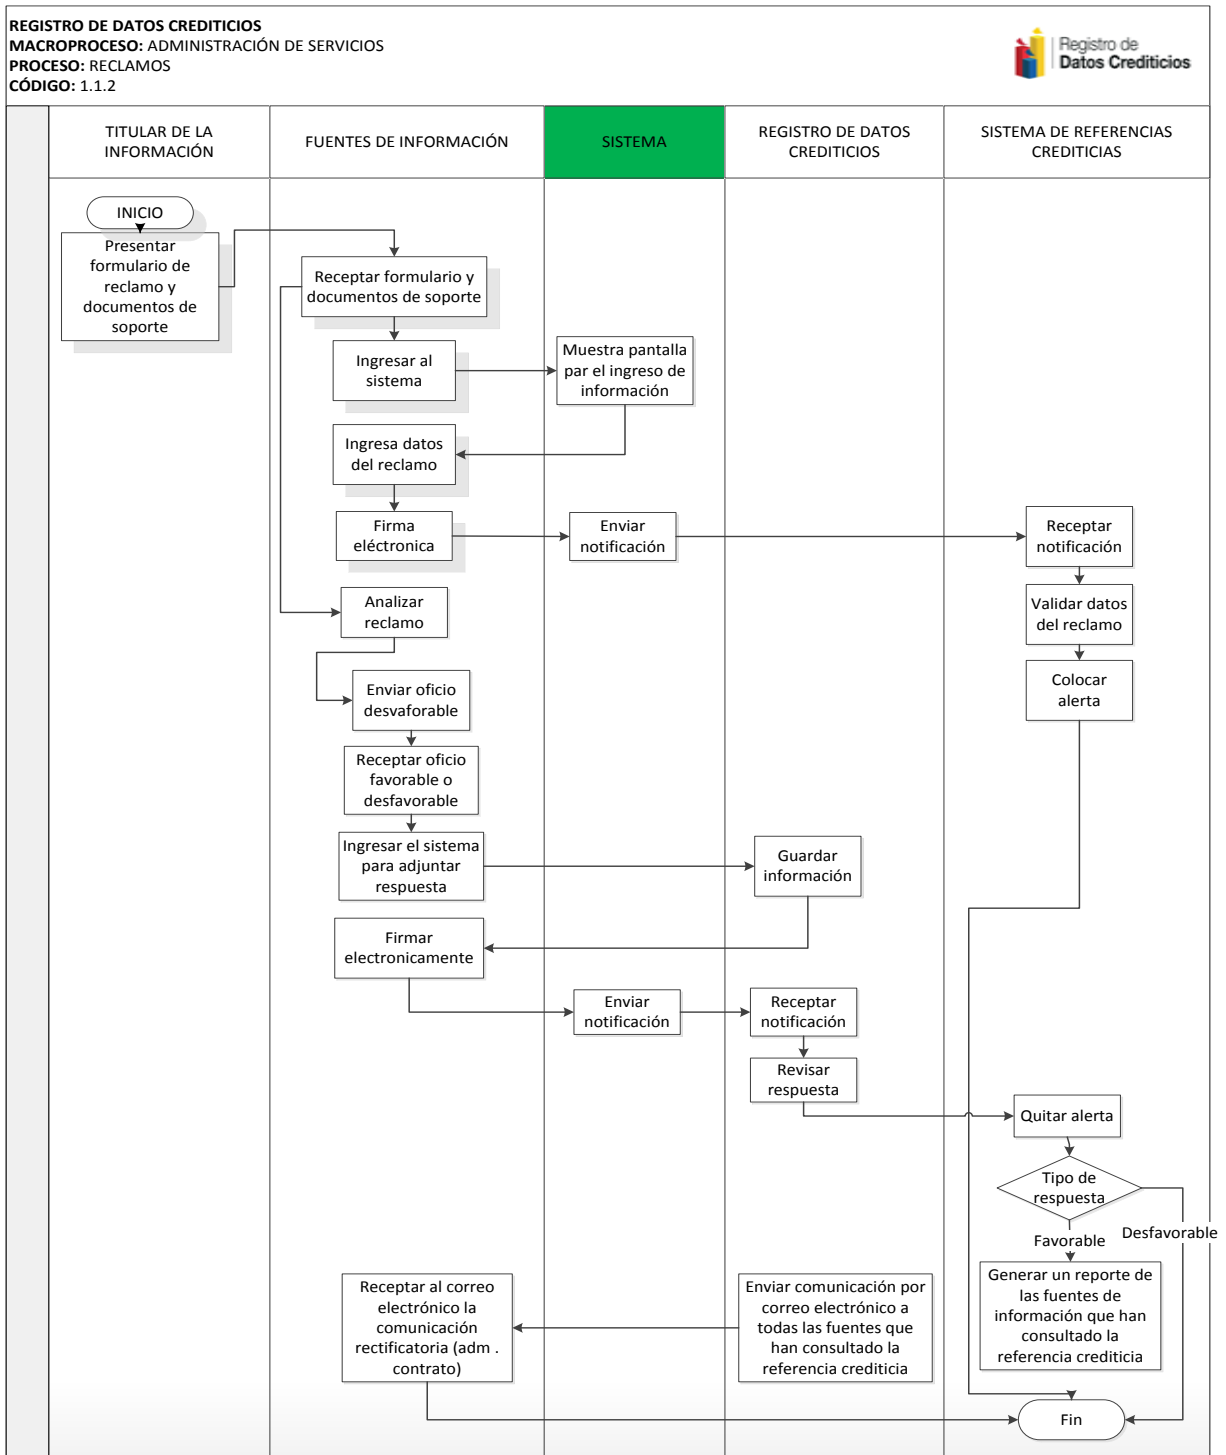 REGISTRO DE DATOS CREDITICIOS
MACROPROCESO: ADMINISTRACIÓN DE SERVICIOS
PROCESO: RECLAMOS
CÓDIGO: 1.1.2
Registro de
Datos Crediticios
TITULAR DE LA
INFORMACIÓN
FUENTES DE INFORMACIÓN
SISTEMA
REGISTRO DE DATOS
CREDITICIOS
SISTEMA DE REFERENCIAS
CREDITICIAS
INICIO
Presentar
formulario de
reclamo y
documentos de
soporte
Receptar formulario y
documentos de soporte
Ingresar al
sistema
Muestra pantalla
par el ingreso de
información
Ingresa datos
del reclamo
Firma
eléctronica
Enviar
notificación
Receptar
notificación
Validar datos
del reclamo
Colocar
alerta
Analizar
reclamo
Enviar oficio
desvaforable
Receptar oficio
favorable o
desfavorable
Ingresar el sistema
para adjuntar
respuesta
Guardar
información
Firmar
electronicamente
Enviar
notificación
Receptar
notificación
Revisar
respuesta
Quitar alerta
Tipo de
respuesta
Desfavorable
Favorable
Generar un reporte de
las fuentes de
información que han
consultado la
referencia crediticia
Enviar comunicación por
correo electrónico a
todas las fuentes que
han consultado la
referencia crediticia
Receptar al correo
electrónico la
comunicación
rectificatoria (adm .
contrato)
Fin